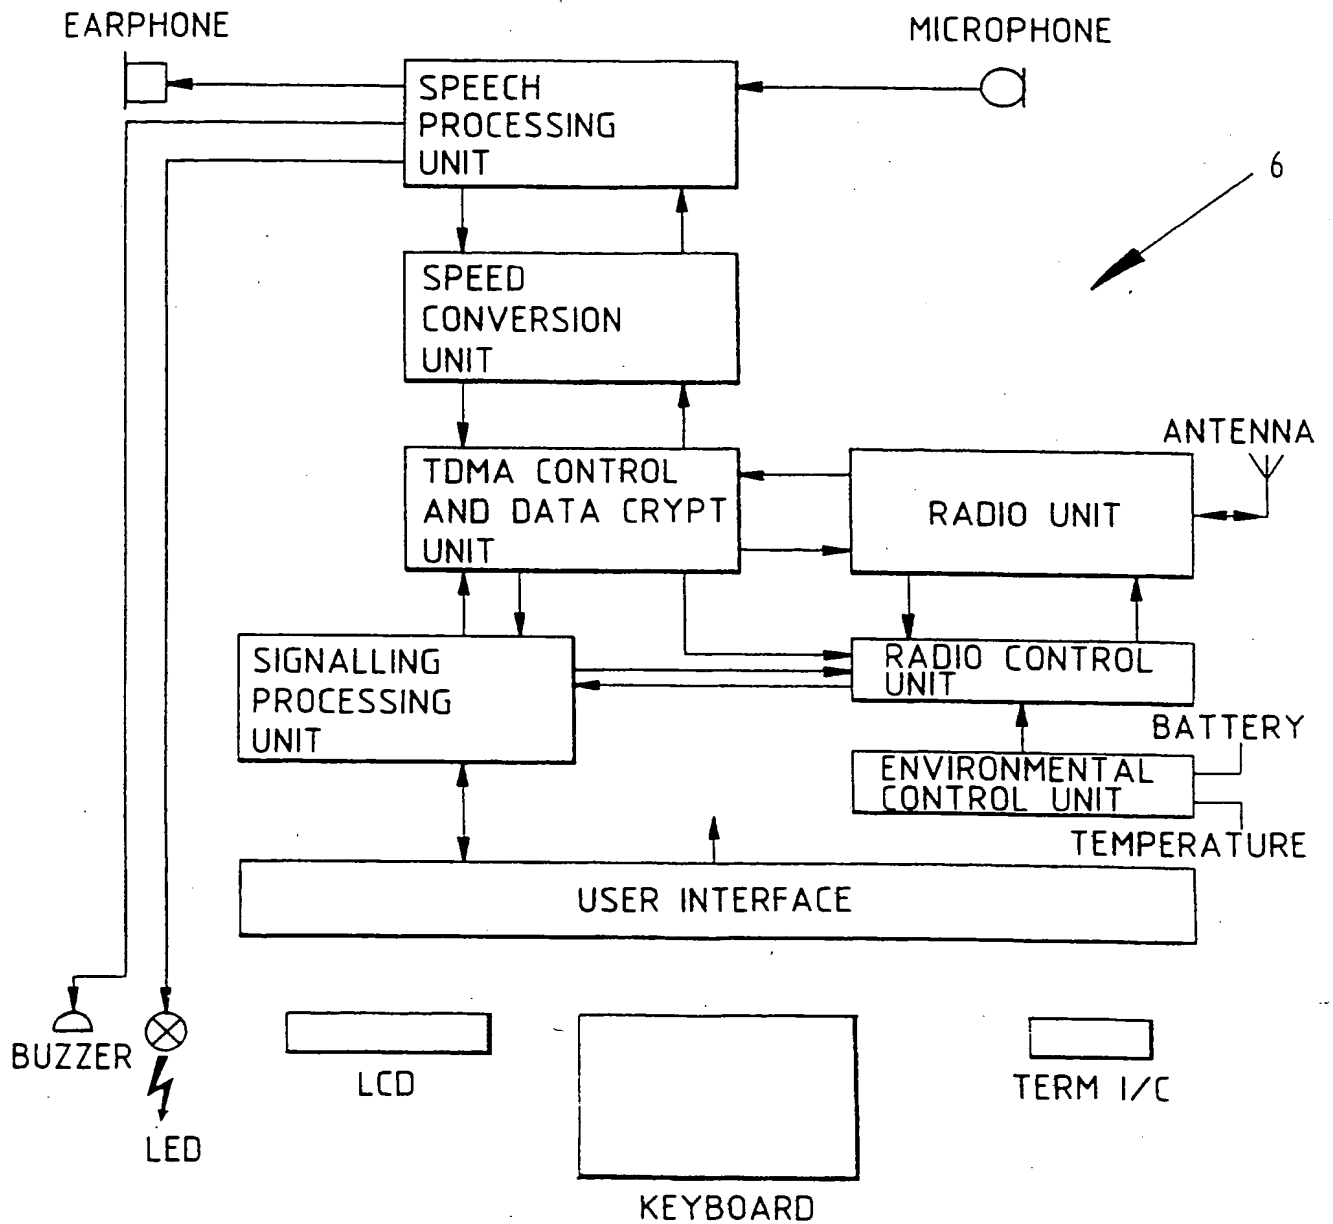 EARPHONE
MICROPHONE
SPEECH
PROCESSING
UNIT
6
SPEED
CONVERSION
UNIT
ANTENNA
TDMA CONTROL
AND DATA CRYPT
UNIT
RADIO UNIT
SIGNALLING
PROCESSING
UNIT
RADIO CONTROL
UNIT
BATTERY
ENVIRONMENTAL
CONTROL UNIT
TEMPERATURE
USER INTERFACE
BUZZER
LED
LCD
KEYBOARD
TERM I/C